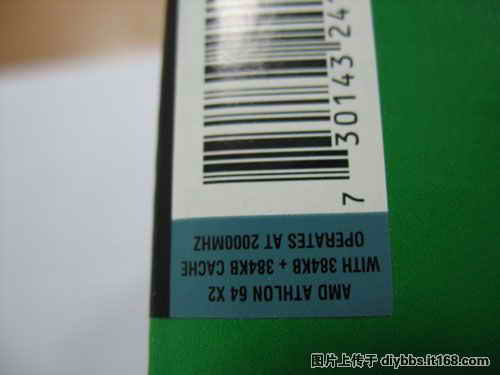 AMD ATHLON 64 X2
WITH 384KB + 384KB CACHE
OPERATES AT 2000MHZ
7 30143 24
图片上传于 diybbs.it168.com